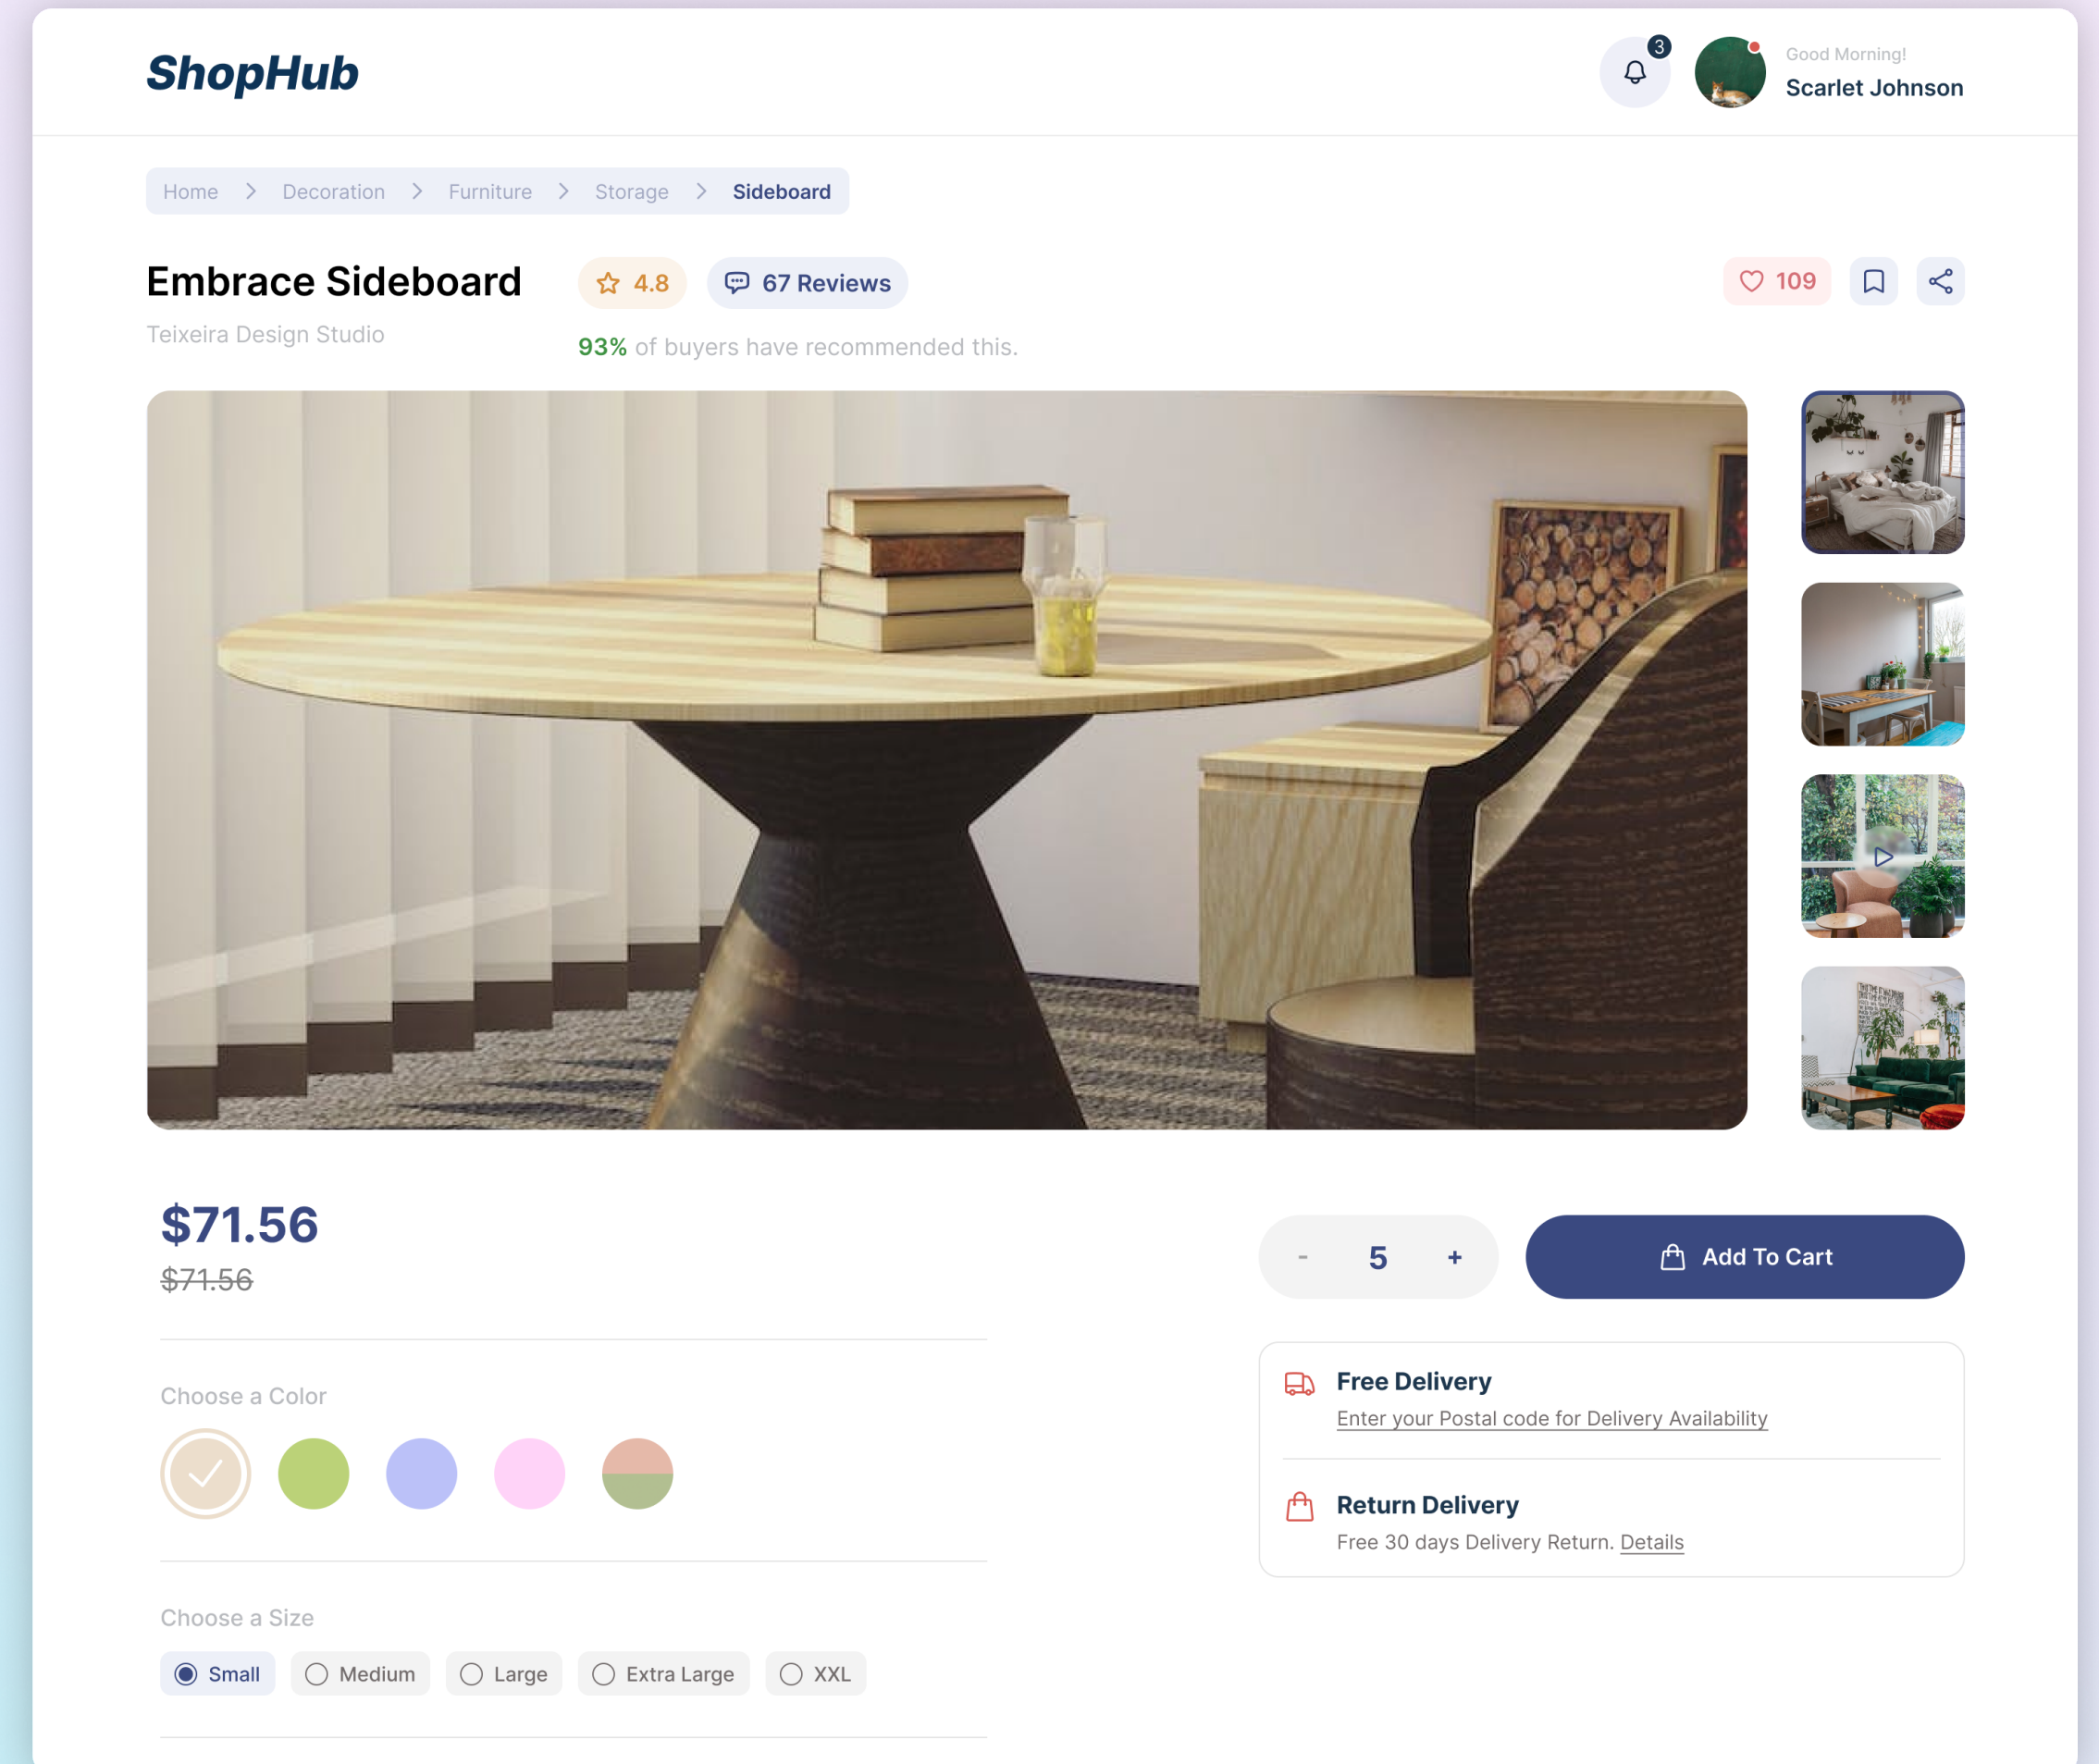 ShopHub
3
Good Morning!
Scarlet Johnson
Home > Decoration > Furniture > Storage > Sideboard
Embrace Sideboard
4.8
67 Reviews
109
Teixeira Design Studio
93% of buyers have recommended this.
$71.56
$71.56
- 5 +
Add To Cart
Choose a Color
Free Delivery
Enter your Postal code for Delivery Availability
Return Delivery
Free 30 days Delivery Return. Details
Choose a Size
Small
Medium
Large
Extra Large
XXL